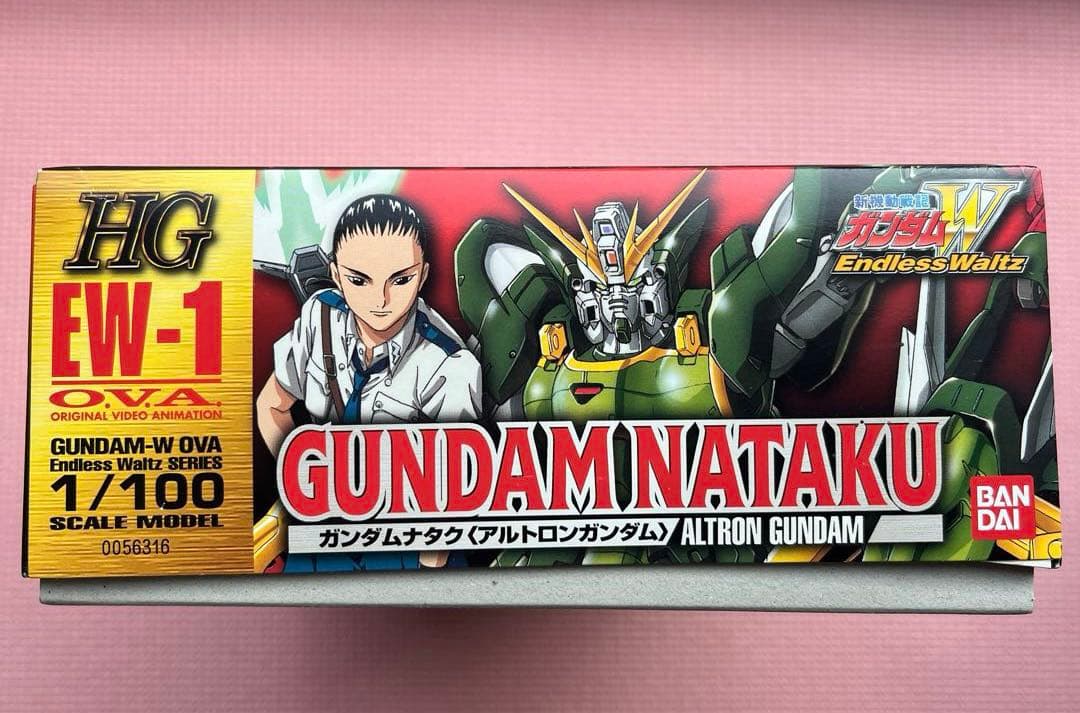 HG
EW-1
O.V.A.
ORIGINAL VIDEO ANIMATION
GUNDAM-W OVA
Endless Waltz SERIES
1/100
SCALE MODEL
0056316
新機動戦記
ガンダムW
Endless Waltz
GUNDAM NATAKU
ガンダムナタク〈アルトロンガンダム〉/ALTRON GUNDAM
BAN
DAI